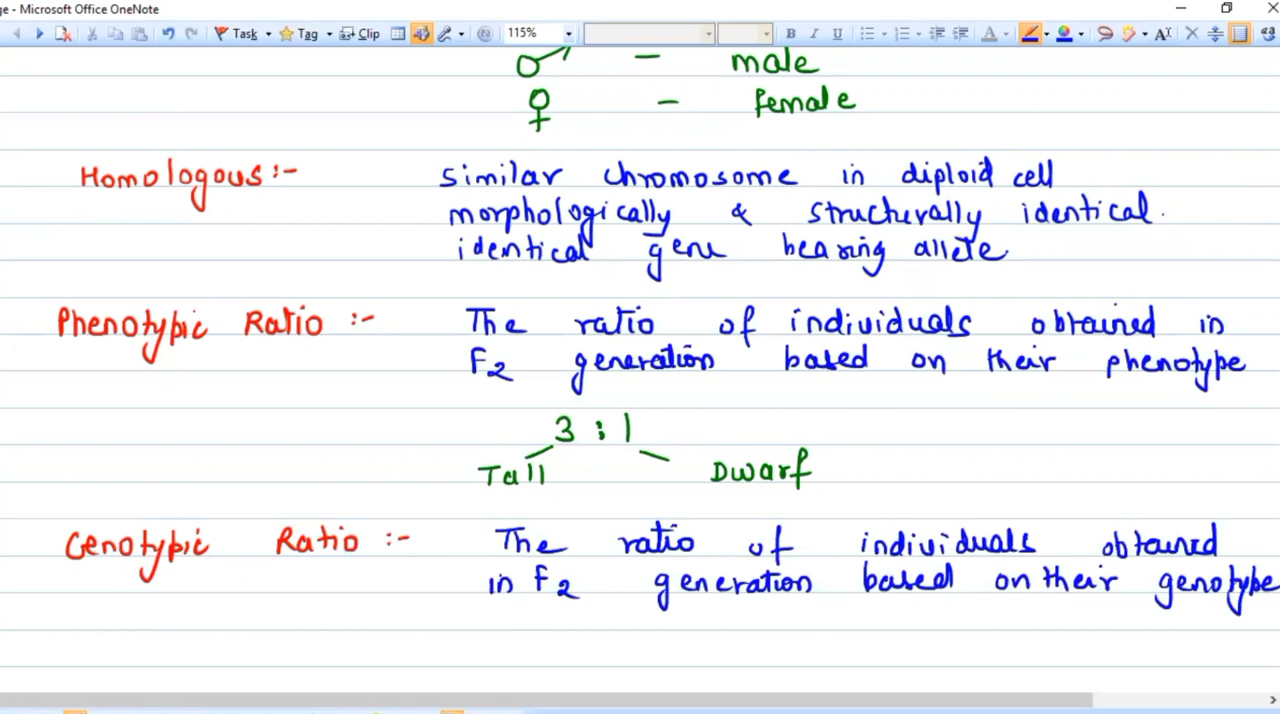 ge - Microsoft Office OneNote
Task Tag Clip 115% B I U
– male
– female
Homologous :- similar chromosome in diploid cell
morphologically & structurally identical.
identical gene bearing allete
Phenotypic Ratio :- The ratio of individuals obtained in
F2 generation based on their phenotype
3 : 1
Tall Dwarf
Genotypic Ratio :- The ratio of individuals obtained
in F2 generation based on their genotype